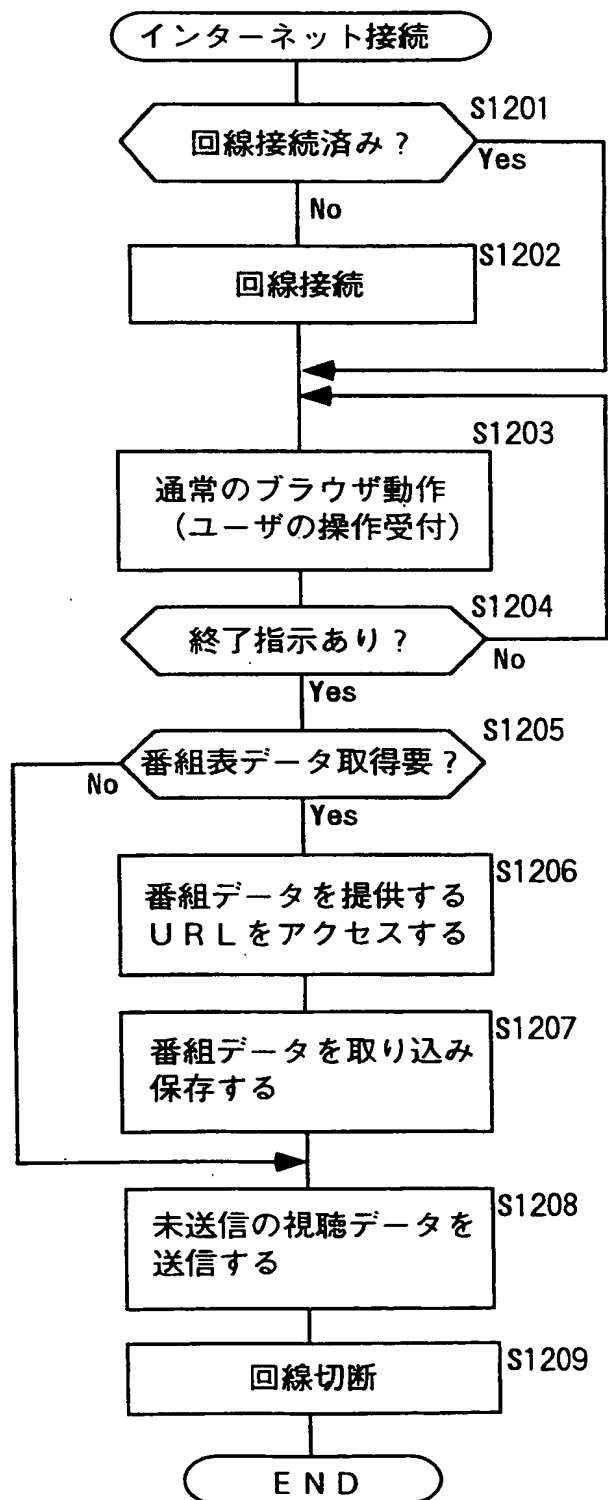 インターネット接続
S1201
回線接続済み?
Yes
No
S1202
回線接続
S1203
通常のブラウザ動作
(ユーザの操作受付)
S1204
終了指示あり?
No
Yes
S1205
番組表データ取得要?
No
Yes
S1206
番組データを提供する
URLをアクセスする
S1207
番組データを取り込み
保存する
S1208
未送信の視聴データを
送信する
S1209
回線切断
END